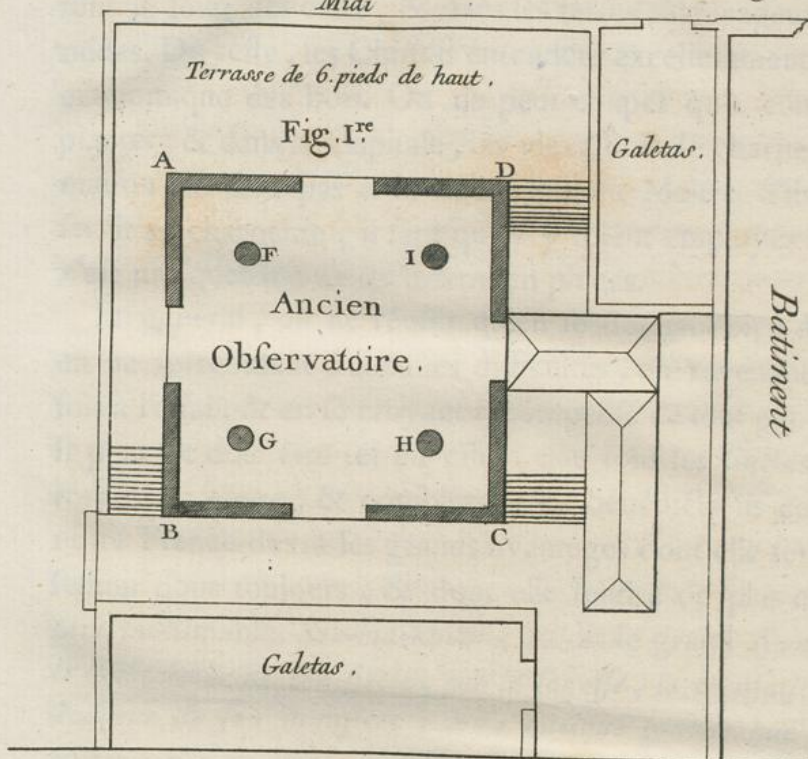 Midi
Terrasse de 6. pieds de haut.
Fig. I.re
A
D
Galetas.
F
I
Ancien
Obſervatoire.
Batiment
G
H
B
C
Galetas.